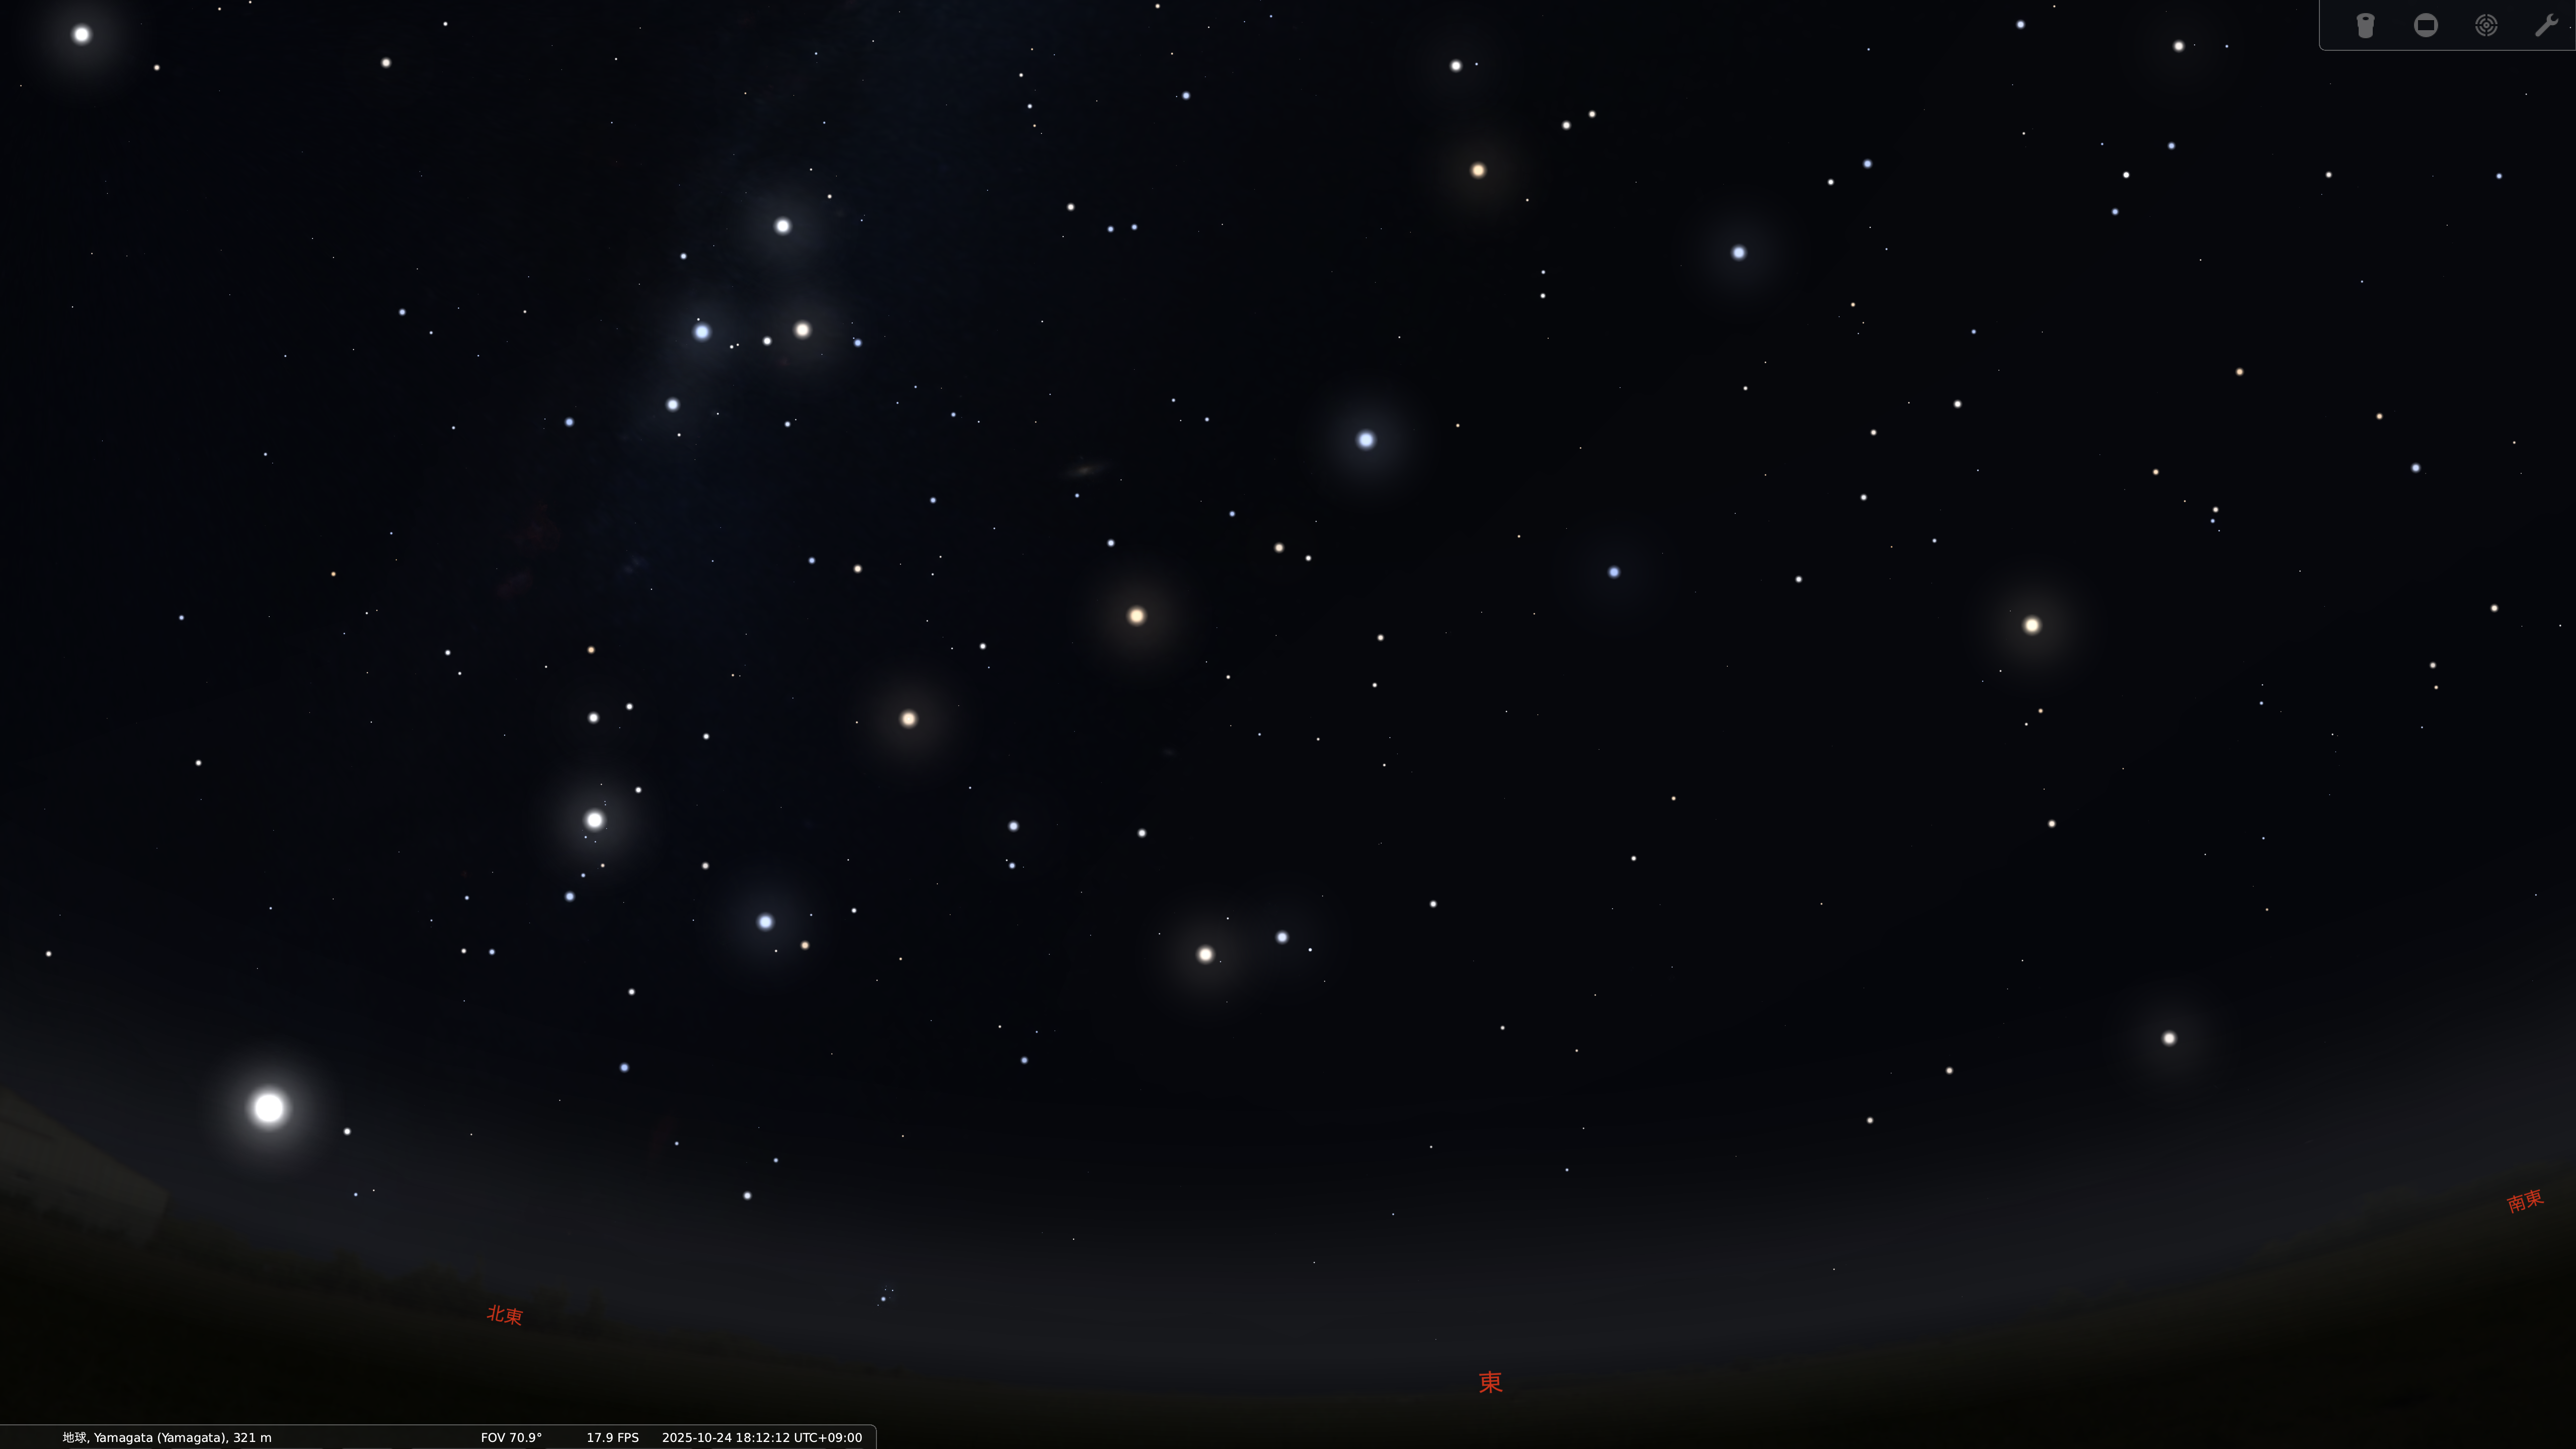 南東
北東
東
地球, Yamagata (Yamagata), 321 m FOV 70.9° 17.9 FPS 2025-10-24 18:12:12 UTC+09:00